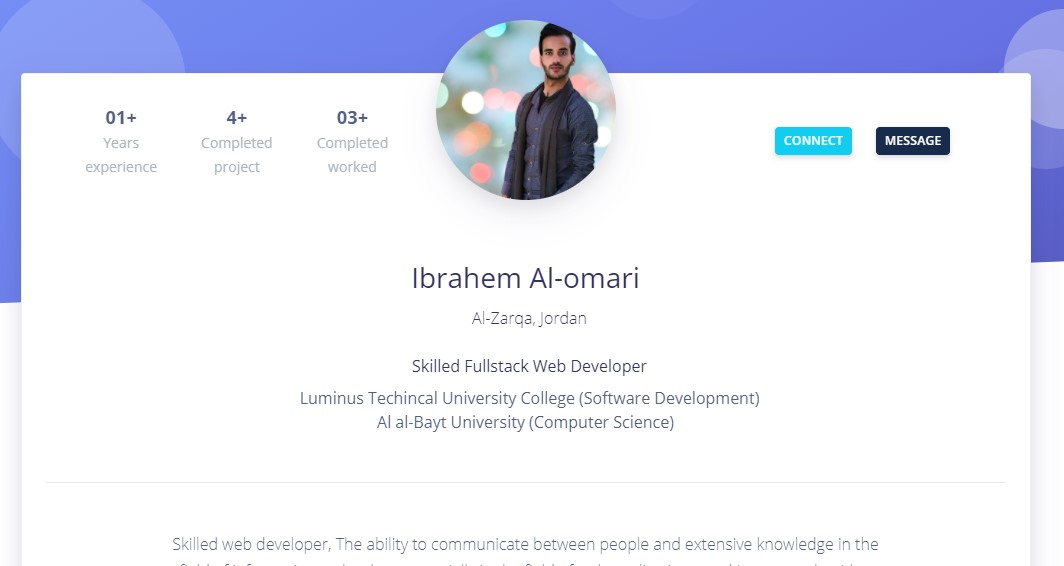 01+
Years
experience
4+
Completed
project
03+
Completed
worked
CONNECT
MESSAGE
Ibrahem Al-omari
Al-Zarqa, Jordan
Skilled Fullstack Web Developer
Luminus Techincal University College (Software Development)
Al al-Bayt University (Computer Science)
Skilled web developer, The ability to communicate between people and extensive knowledge in the